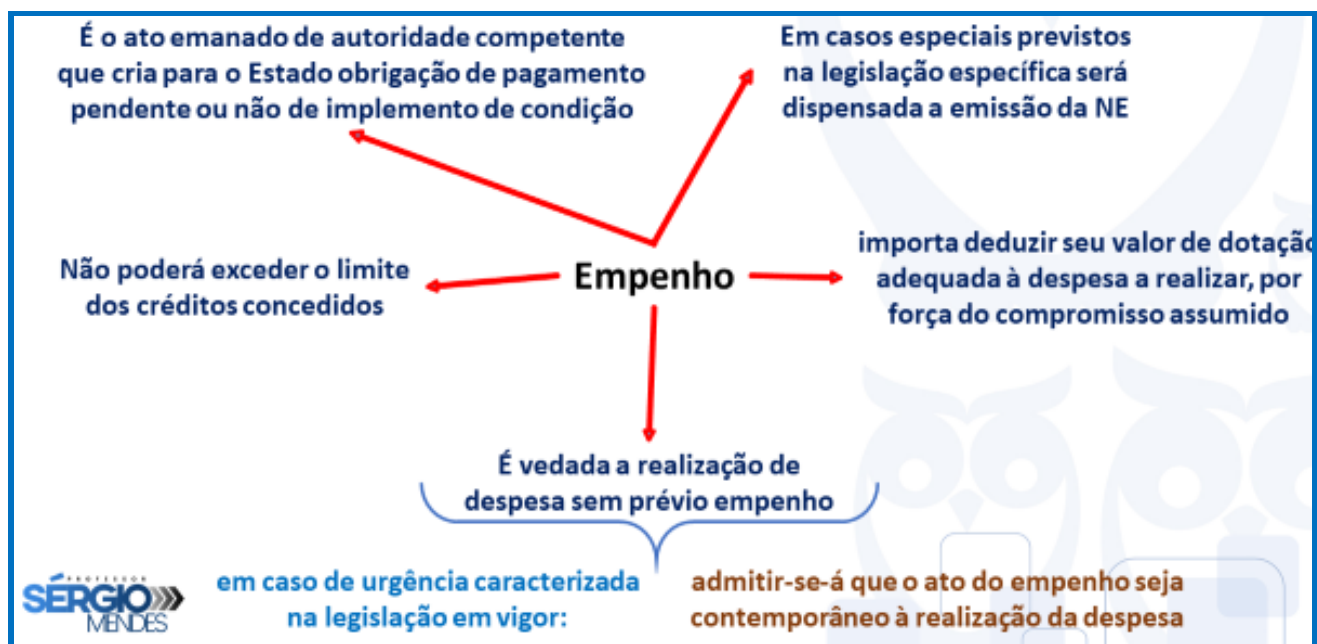 É o ato emanado de autoridade competente
que cria para o Estado obrigação de pagamento
pendente ou não de implemento de condição
Em casos especiais previstos
na legislação específica será
dispensada a emissão da NE
Não poderá exceder o limite
dos créditos concedidos
Empenho
importa deduzir seu valor de dotação
adequada à despesa a realizar, por
força do compromisso assumido
É vedada a realização de
despesa sem prévio empenho
em caso de urgência caracterizada
na legislação em vigor:
admitir-se-á que o ato do empenho seja
contemporâneo à realização da despesa
PROFESSOR
SÉRGIO
MENDES